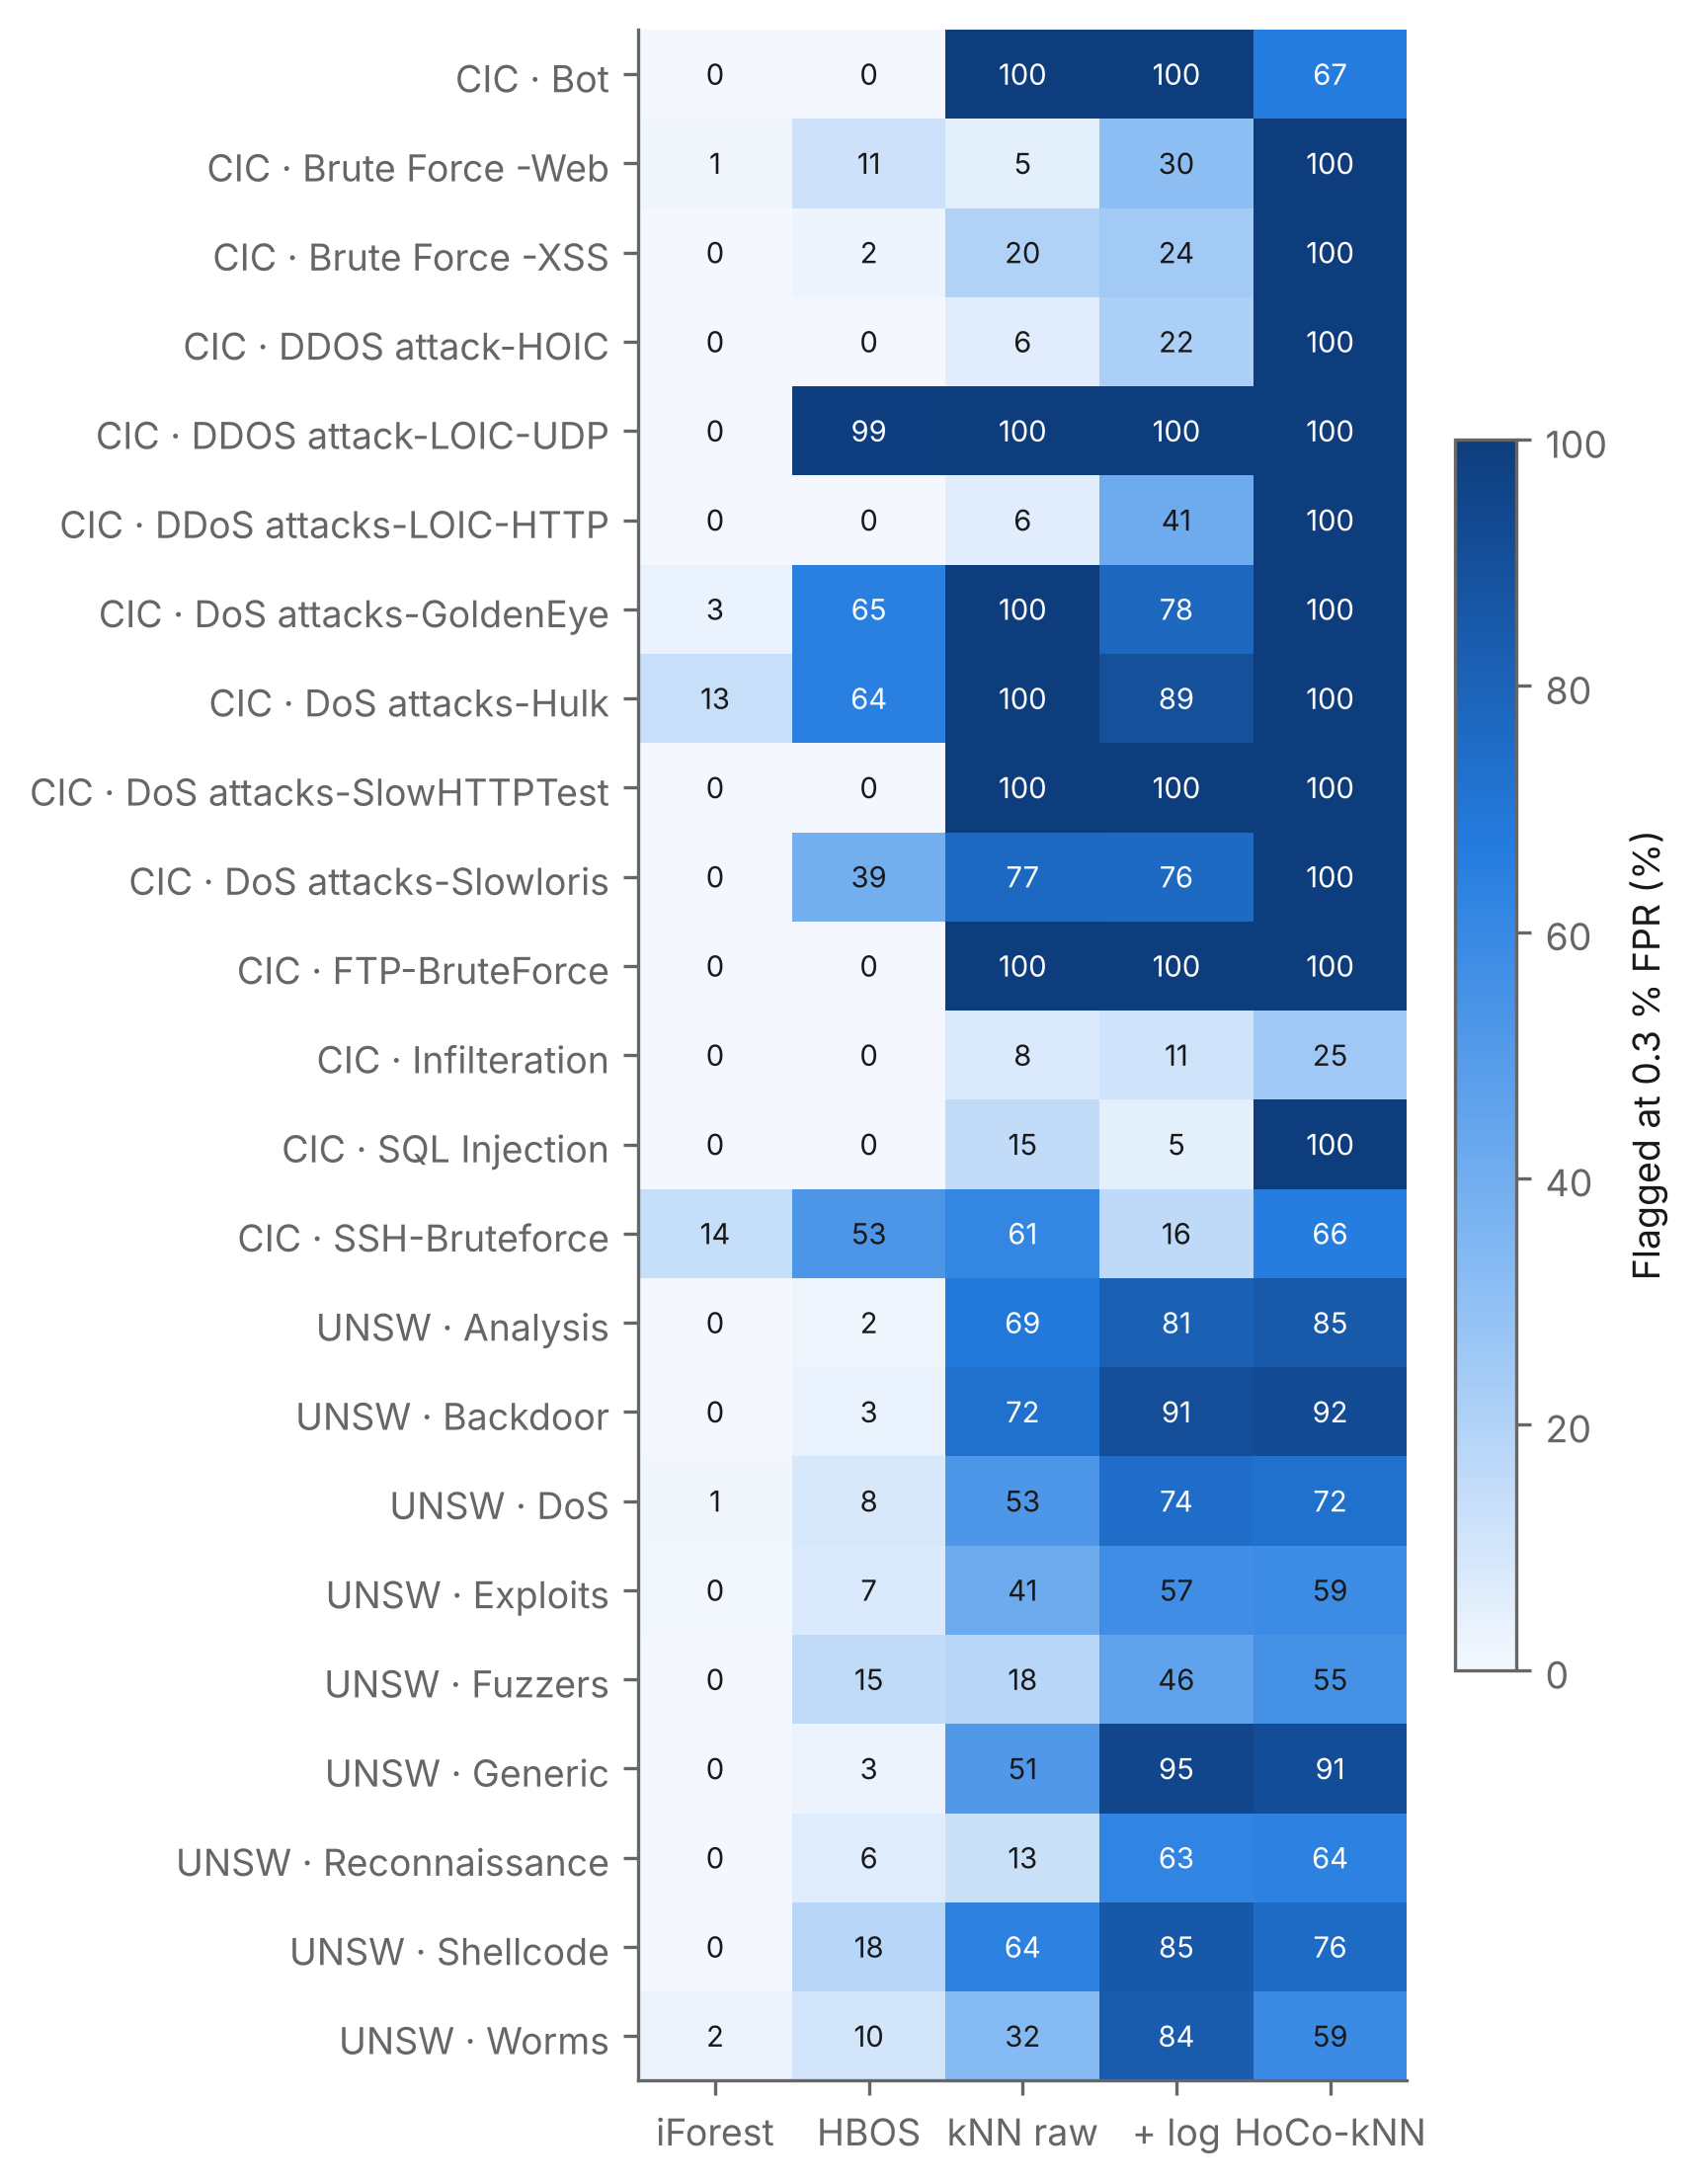 CIC · Bot 0 0 100 100 67
CIC · Brute Force -Web 1 11 5 30 100
CIC · Brute Force -XSS 0 2 20 24 100
CIC · DDOS attack-HOIC 0 0 6 22 100
CIC · DDOS attack-LOIC-UDP 0 99 100 100 100
CIC · DDoS attacks-LOIC-HTTP 0 0 6 41 100
CIC · DoS attacks-GoldenEye 3 65 100 78 100
CIC · DoS attacks-Hulk 13 64 100 89 100
CIC · DoS attacks-SlowHTTPTest 0 0 100 100 100
CIC · DoS attacks-Slowloris 0 39 77 76 100
CIC · FTP-BruteForce 0 0 100 100 100
CIC · Infilteration 0 0 8 11 25
CIC · SQL Injection 0 0 15 5 100
CIC · SSH-Bruteforce 14 53 61 16 66
UNSW · Analysis 0 2 69 81 85
UNSW · Backdoor 0 3 72 91 92
UNSW · DoS 1 8 53 74 72
UNSW · Exploits 0 7 41 57 59
UNSW · Fuzzers 0 15 18 46 55
UNSW · Generic 0 3 51 95 91
UNSW · Reconnaissance 0 6 13 63 64
UNSW · Shellcode 0 18 64 85 76
UNSW · Worms 2 10 32 84 59
iForest HBOS kNN raw + log HoCo-kNN
100
80
60
40
20
0
Flagged at 0.3 % FPR (%)